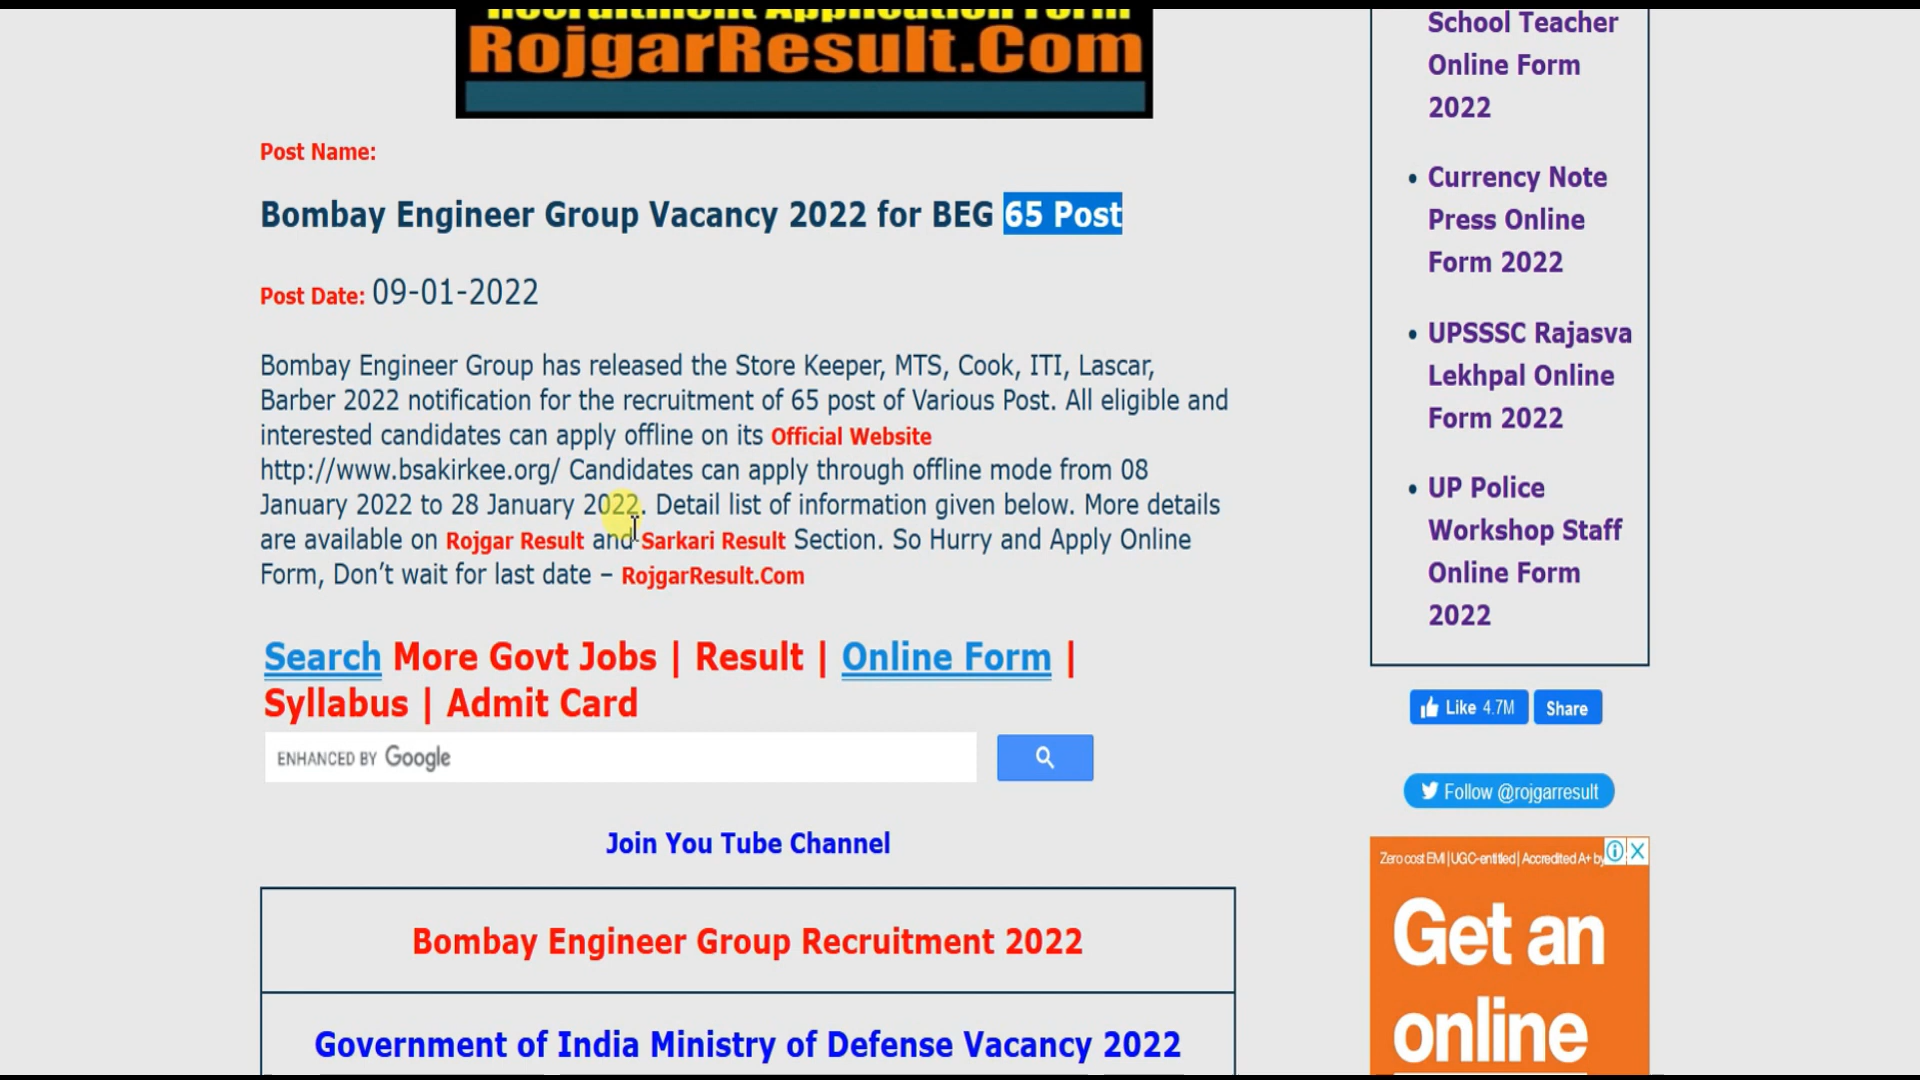 Recruitment Application Form
RojgarResult.Com
Post Name:
Bombay Engineer Group Vacancy 2022 for BEG 65 Post
Post Date: 09-01-2022
Bombay Engineer Group has released the Store Keeper, MTS, Cook, ITI, Lascar,
Barber 2022 notification for the recruitment of 65 post of Various Post. All eligible and
interested candidates can apply offline on its Official Website
http://www.bsakirkee.org/ Candidates can apply through offline mode from 08
January 2022 to 28 January 2022. Detail list of information given below. More details
are available on Rojgar Result and Sarkari Result Section. So Hurry and Apply Online
Form, Don’t wait for last date – RojgarResult.Com
Search More Govt Jobs | Result | Online Form |
Syllabus | Admit Card
ENHANCED BY Google
Join You Tube Channel
Bombay Engineer Group Recruitment 2022
Government of India Ministry of Defense Vacancy 2022
School Teacher
Online Form
2022
• Currency Note
Press Online
Form 2022
• UPSSSC Rajasva
Lekhpal Online
Form 2022
• UP Police
Workshop Staff
Online Form
2022
Like 4.7M Share
Follow @rojgarresult
Zero cost EMI | UGC-entitled | Accredited A+ by
Get an
online